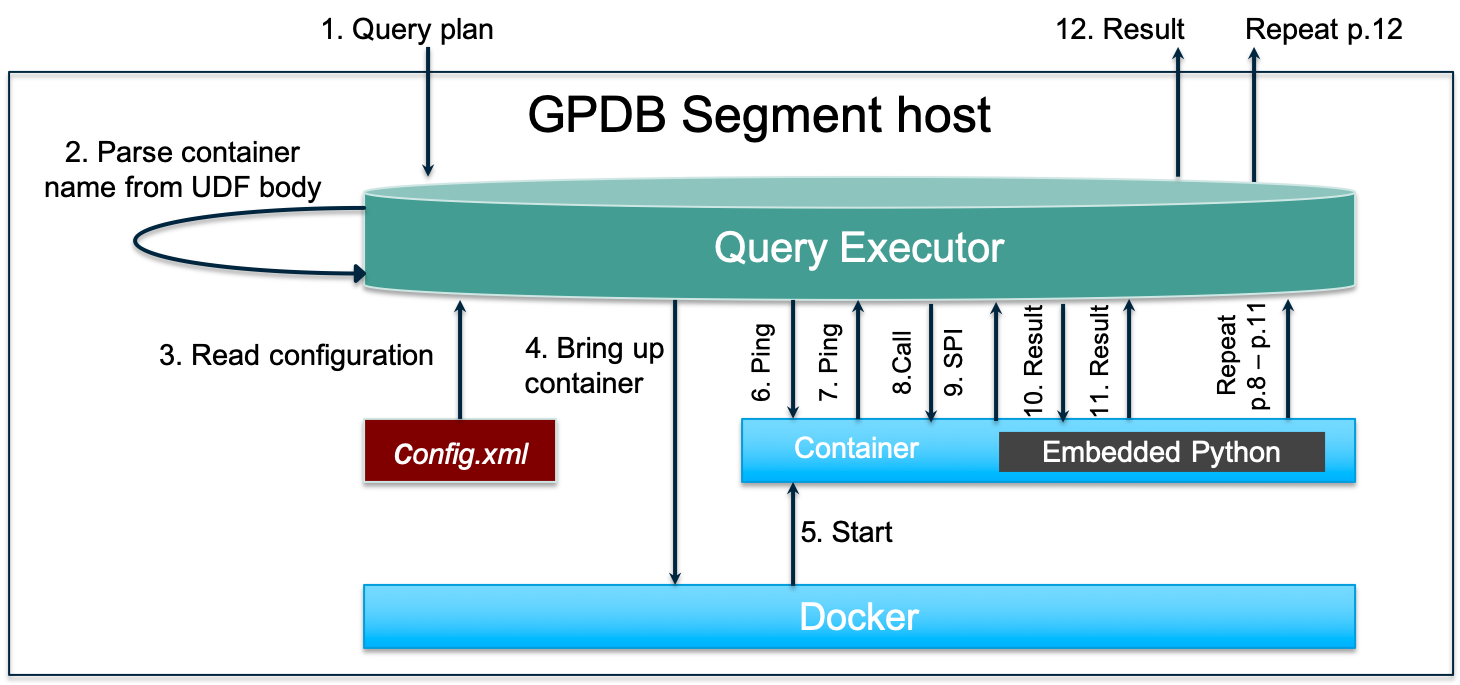 1. Query plan
12. Result
Repeat p.12
GPDB Segment host
2. Parse container
name from UDF body
Query Executor
3. Read configuration
4. Bring up
container
6. Ping
7. Ping
8.Call
9. SPI
10. Result
11. Result
Repeat
p.8 – p.11
Config.xml
Container
Embedded Python
5. Start
Docker